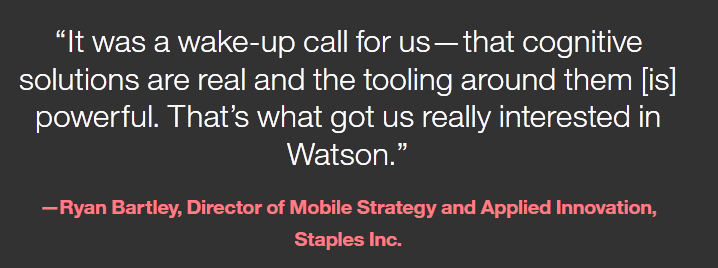 “It was a wake-up call for us—that cognitive
solutions are real and the tooling around them [is]
powerful. That’s what got us really interested in
Watson.”
—Ryan Bartley, Director of Mobile Strategy and Applied Innovation,
Staples Inc.